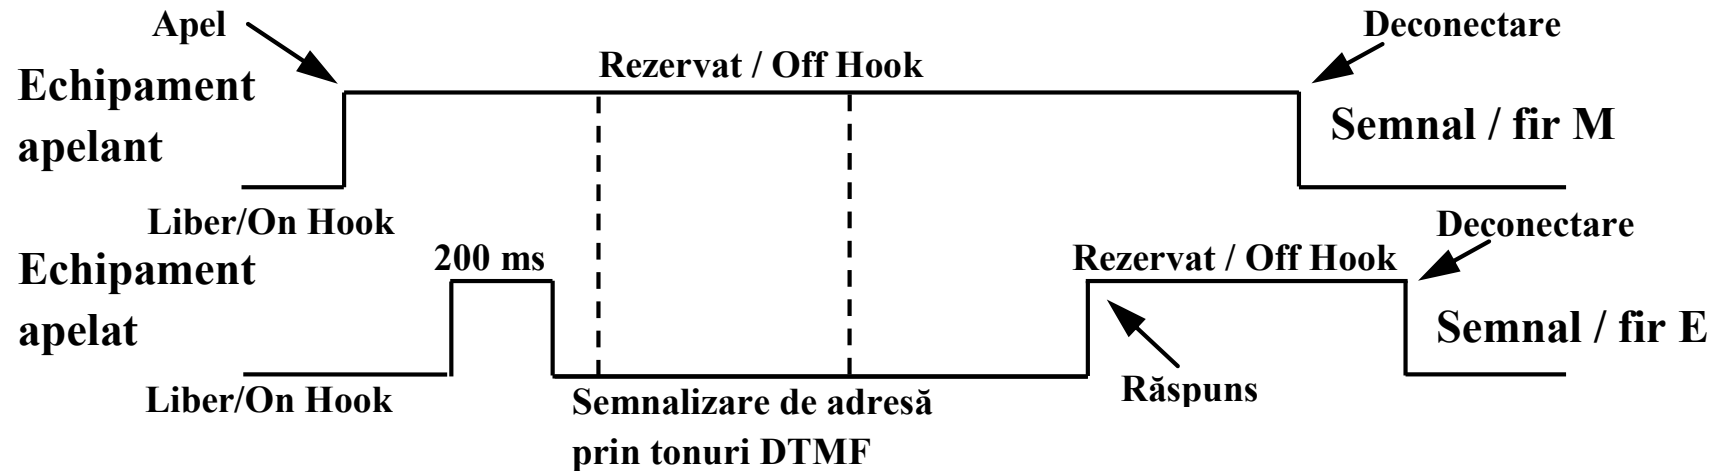 Apel
Deconectare
Rezervat / Off Hook
Echipament
apelant
Semnal / fir M
Liber/On Hook
Deconectare
Echipament
apelat
200 ms
Rezervat / Off Hook
Semnal / fir E
Liber/On Hook
Semnalizare de adresă
prin tonuri DTMF
Răspuns